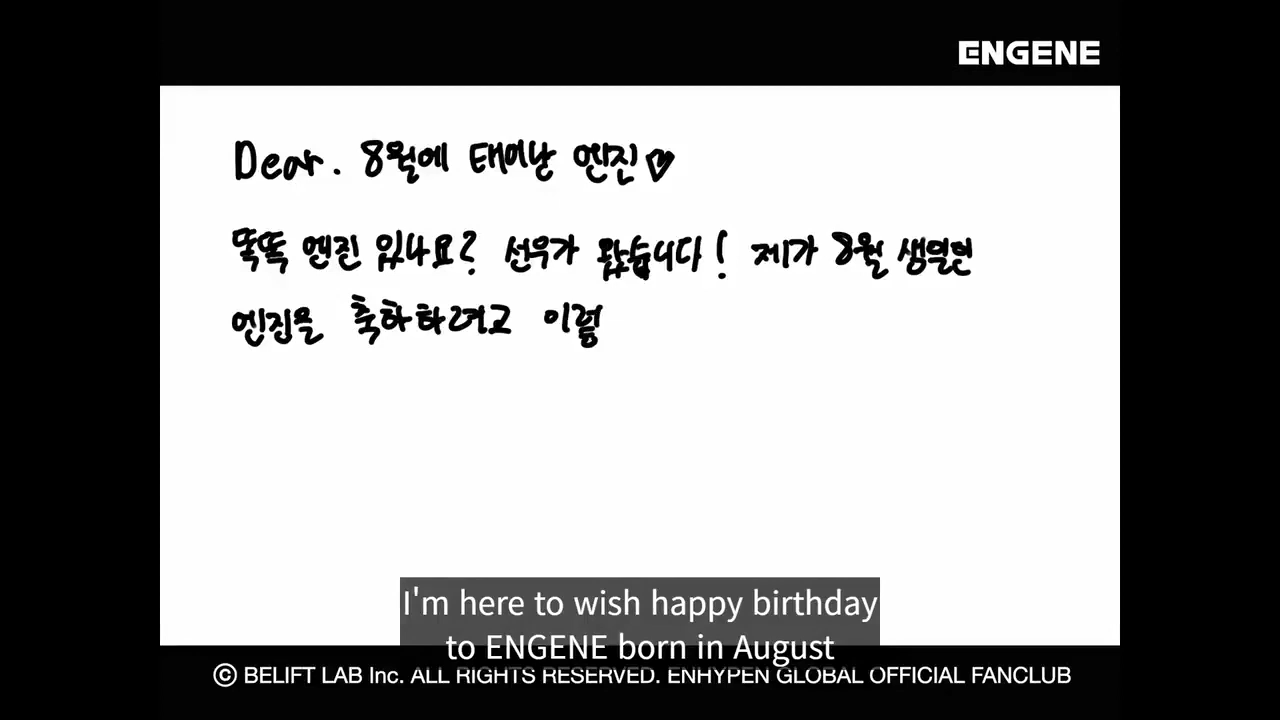 ENGENE
Dear. 8월에 태어난 엔진♡
똑똑 엔진 있나요? 선우가 왔습니다! 제가 8월 생일인
엔진을 축하하려고 이렇
I'm here to wish happy birthday
to ENGENE born in August
ⓒ BELIFT LAB Inc. ALL RIGHTS RESERVED. ENHYPEN GLOBAL OFFICIAL FANCLUB